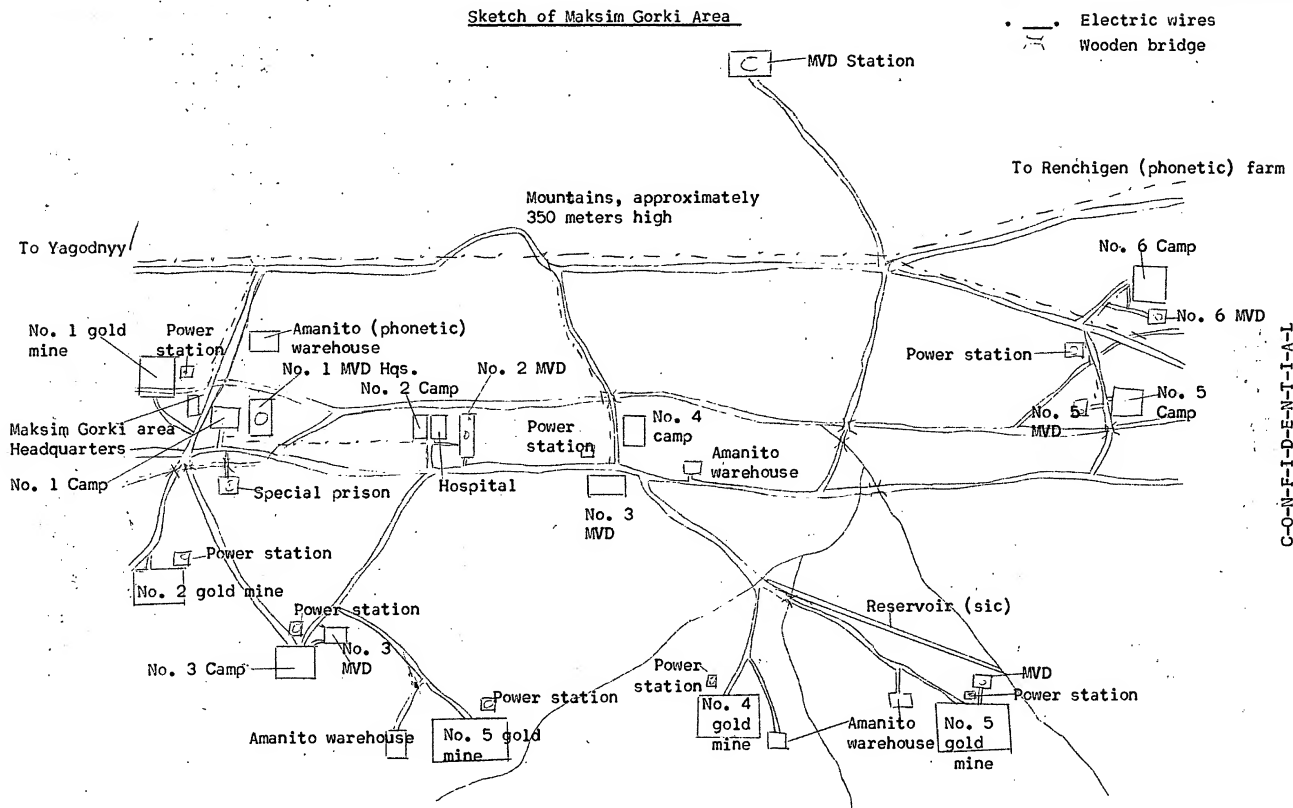 Sketch of Maksim Gorki Area
Electric wires
Wooden bridge
MVD Station
To Renchigen (phonetic) farm
Mountains, approximately
350 meters high
To Yagodnyy
No. 6 Camp
No. 1 gold
mine
Power
station
Amanito (phonetic)
warehouse
No. 6 MVD
No. 1 MVD Hqs.
No. 2 Camp
No. 2 MVD
Power station
No. 5
Camp
No. 5
MVD
Maksim Gorki area
Headquarters
No. 4
camp
Power
station
Amanito
warehouse
No. 1 Camp
Special prison
Hospital
No. 3
MVD
C-O-N-F-I-D-E-N-T-I-A-L
Power station
No. 2 gold mine
Power station
Reservoir (sic)
No. 3
MVD
No. 3 Camp
Power
station
MVD
Power station
Power station
No. 4
gold
mine
Amanito
warehouse
No. 5
gold
mine
Amanito warehouse
No. 5 gold
mine